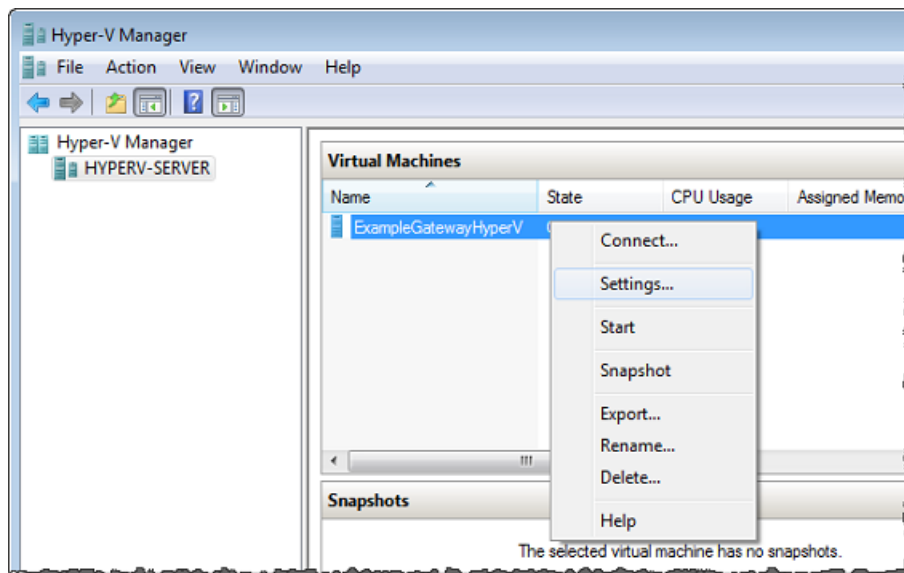 Hyper-V Manager
File Action View Window Help
Hyper-V Manager
HYPERV-SERVER
Virtual Machines
Name State CPU Usage Assigned Memo
ExampleGatewayHyperV
Connect...
Settings...
Start
Snapshot
Export...
Rename...
Delete...
Help
Snapshots
The selected virtual machine has no snapshots.